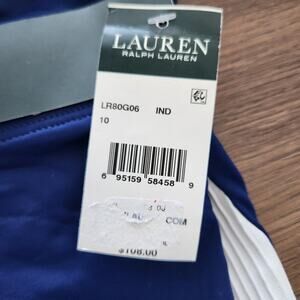 LAUREN
RALPH LAUREN
LR80G06 IND
10
6 95159 58458 9
COM
$108.00